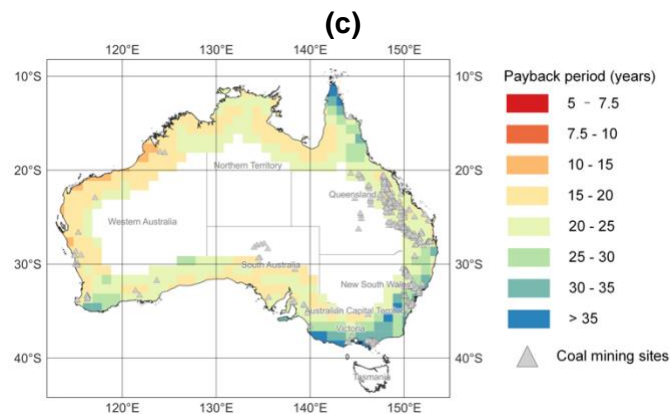 (c)
120°E 130°E 140°E 150°E
10°S 10°S
20°S 20°S
30°S 30°S
40°S 40°S
120°E 130°E 140°E 150°E
Northern Territory
Queensland
Western Australia
South Australia
New South Wales
Australian Capital Territory
Victoria
Tasmania
Payback period (years)
5 - 7.5
7.5 - 10
10 - 15
15 - 20
20 - 25
25 - 30
30 - 35
> 35
Coal mining sites